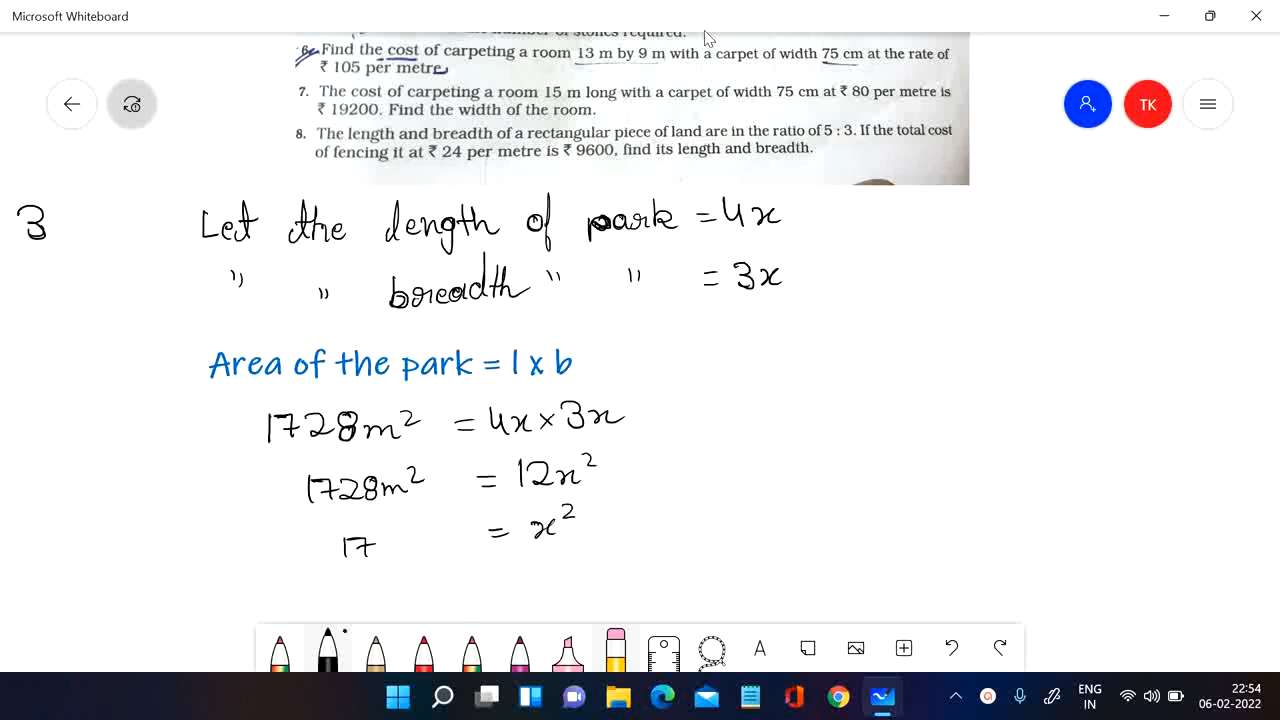 Microsoft Whiteboard
number of stones required.
6. Find the cost of carpeting a room 13 m by 9 m with a carpet of width 75 cm at the rate of
₹ 105 per metre.
7. The cost of carpeting a room 15 m long with a carpet of width 75 cm at ₹ 80 per metre is
₹ 19200. Find the width of the room.
8. The length and breadth of a rectangular piece of land are in the ratio of 5 : 3. If the total cost
of fencing it at ₹ 24 per metre is ₹ 9600, find its length and breadth.
TK
3 Let the length of park = 4x
" " breadth " " = 3x
Area of the park = l x b
1728m² = 4x × 3x
1728m² = 12x²
17 = x²
A
ENG
IN
22:54
06-02-2022